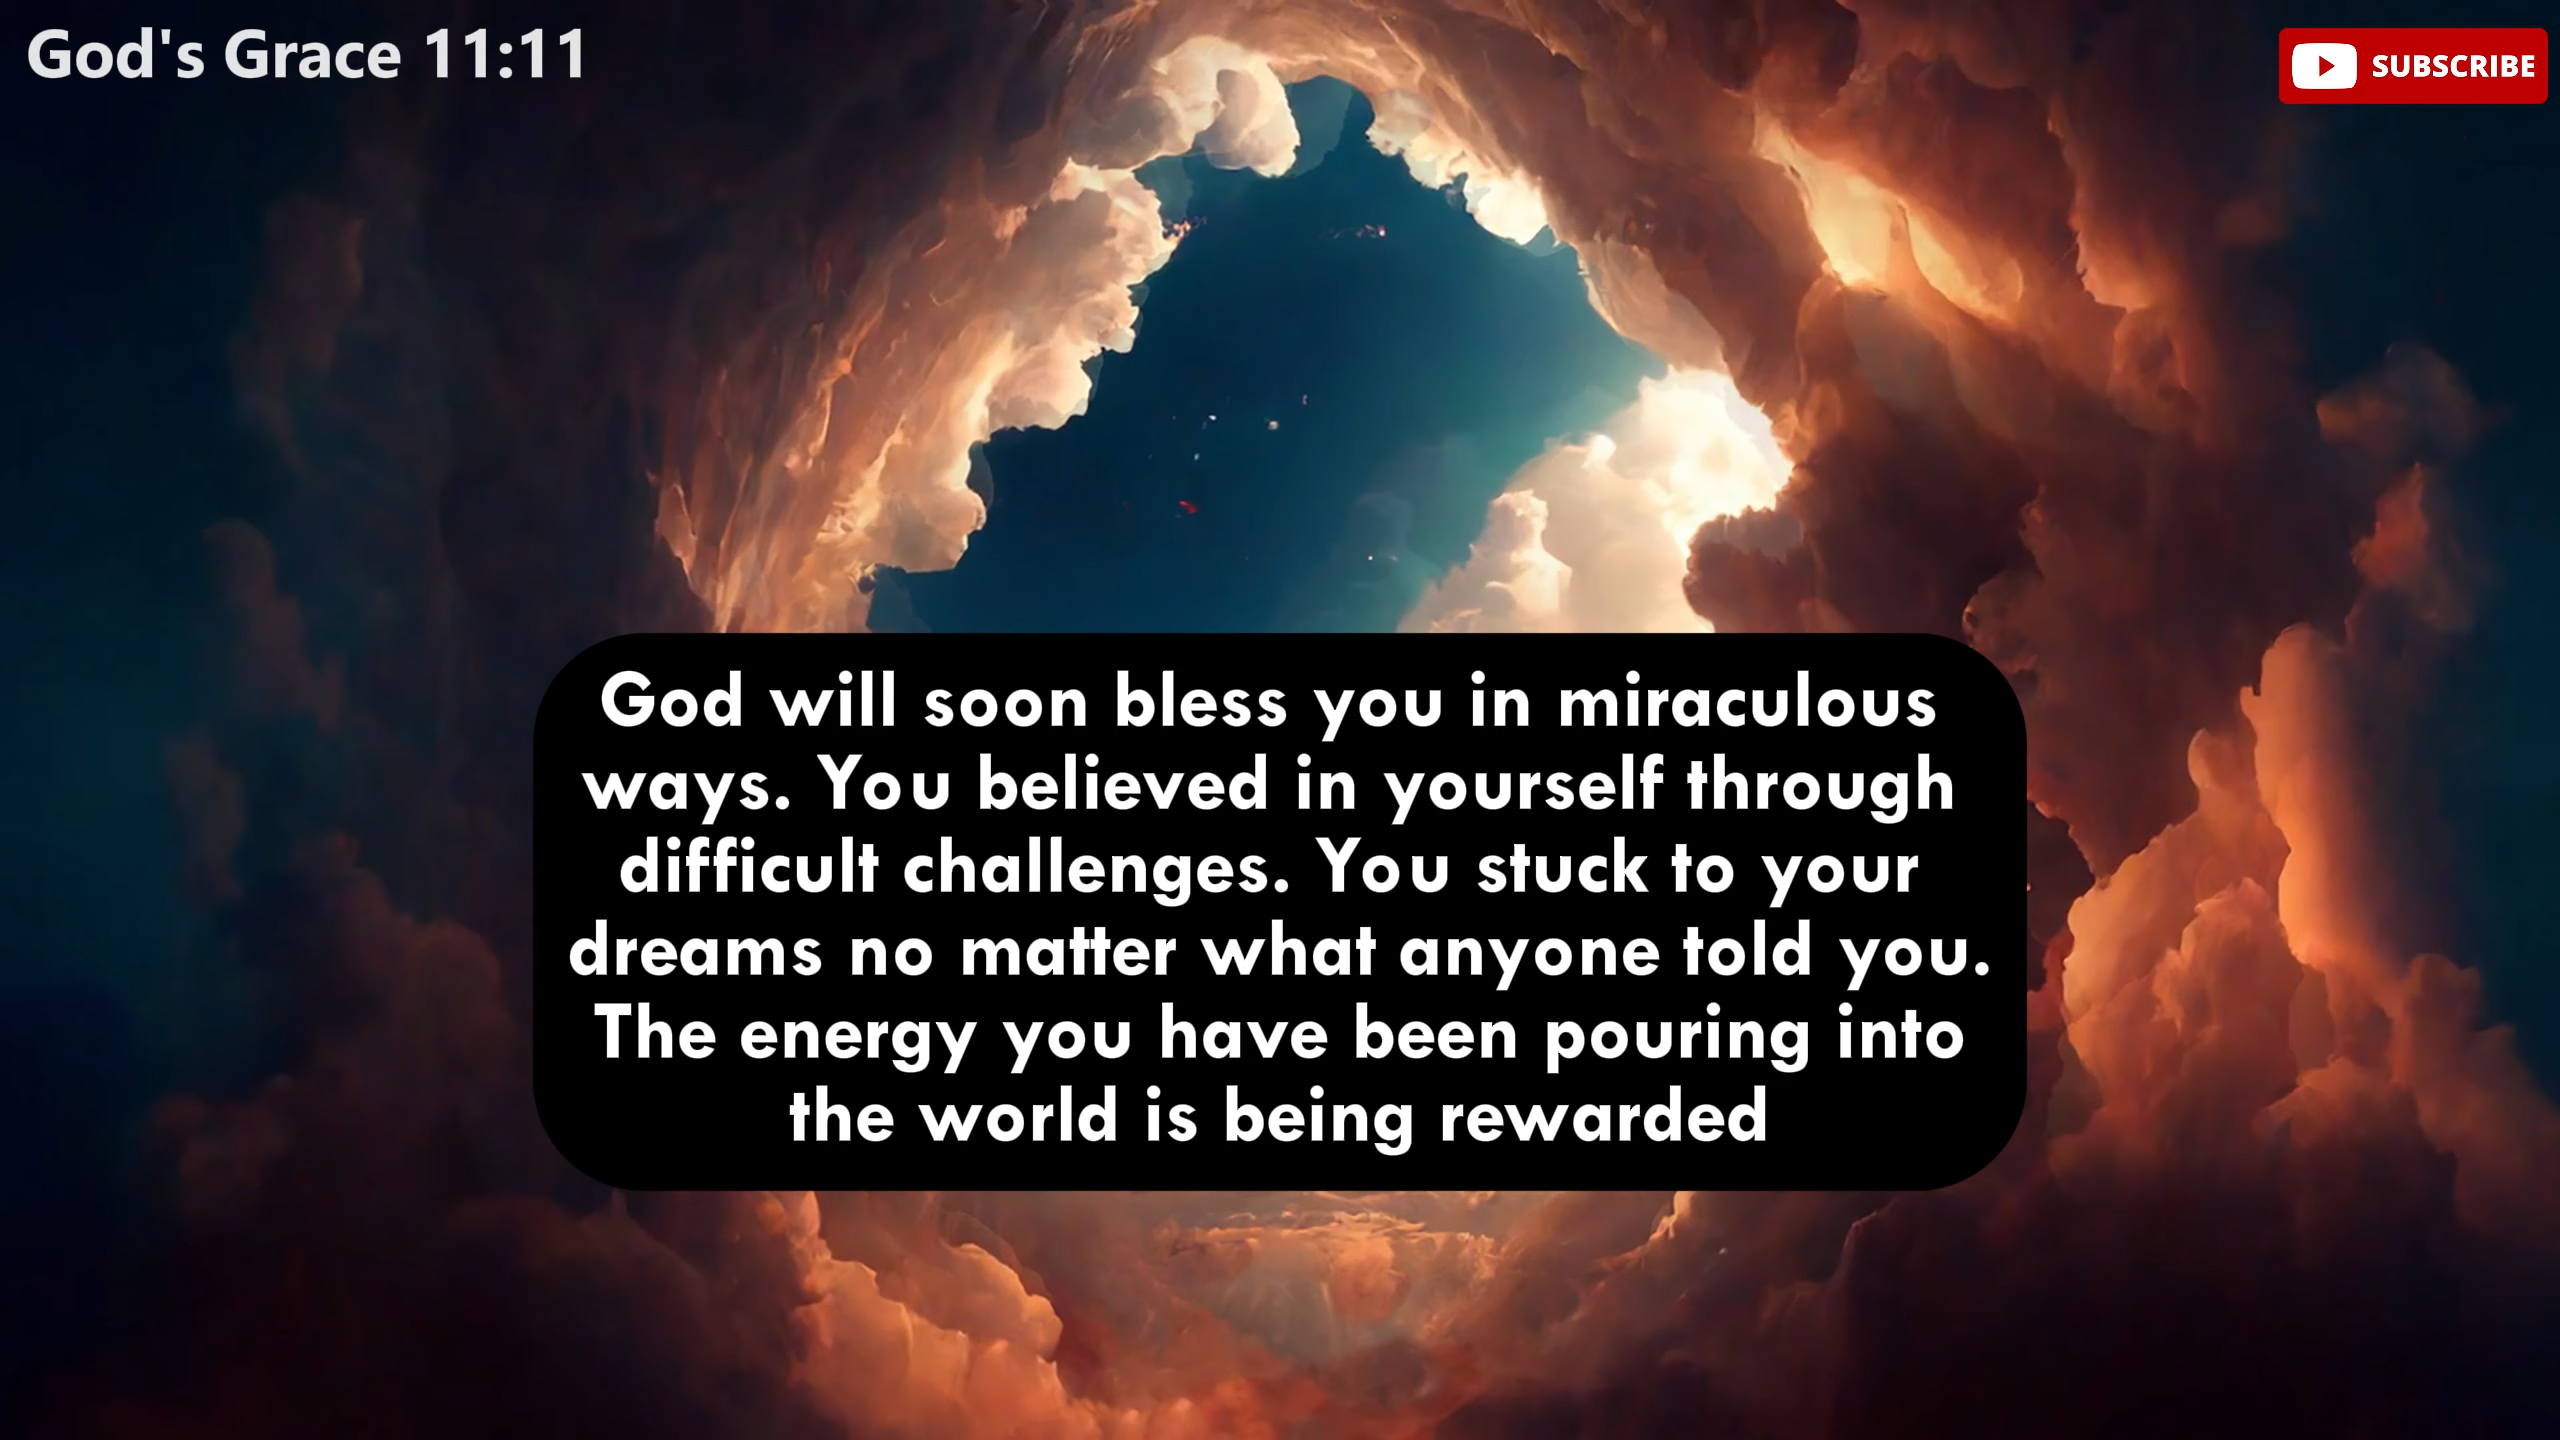 God's Grace 11:11
SUBSCRIBE
God will soon bless you in miraculous
ways. You believed in yourself through
difficult challenges. You stuck to your
dreams no matter what anyone told you.
The energy you have been pouring into
the world is being rewarded